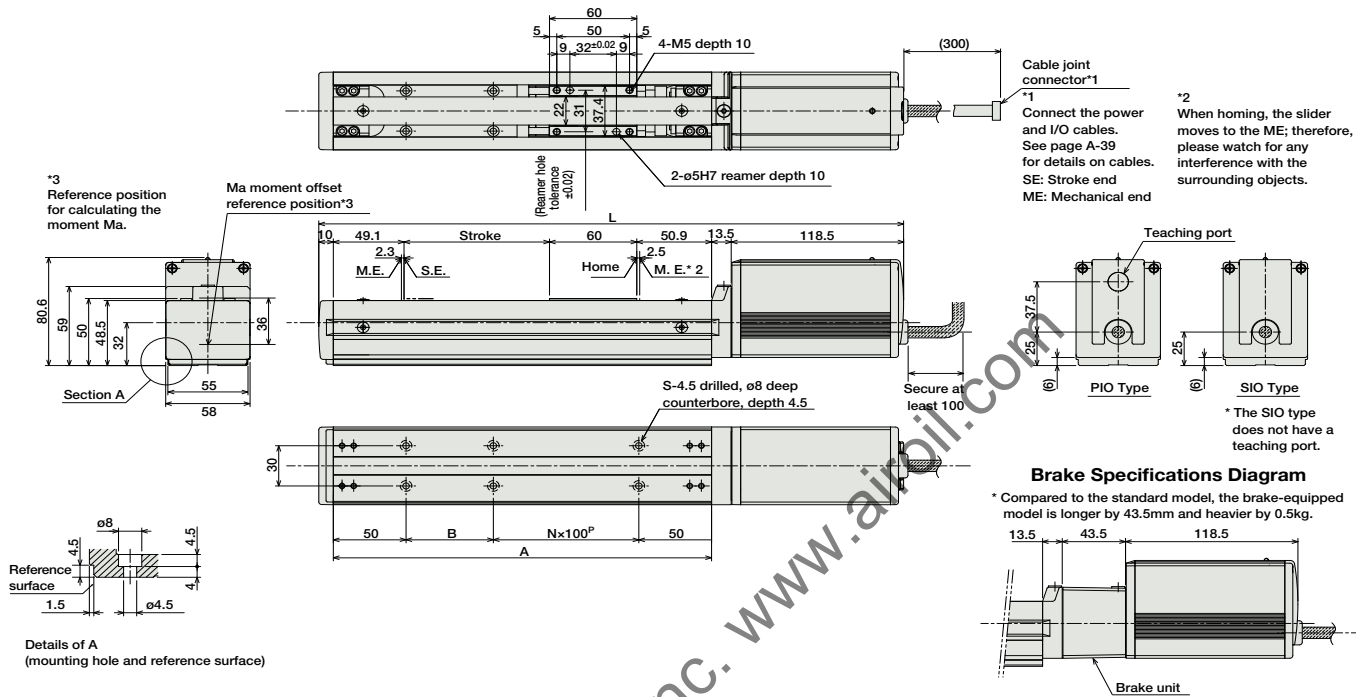 60
5 50 5
9 32±0.02 9
4-M5 depth 10
(300)
Cable joint
connector*1
*1
Connect the power
and I/O cables.
See page A-39
for details on cables.
SE: Stroke end
ME: Mechanical end
*2
When homing, the slider
moves to the ME; therefore,
please watch for any
interference with the
surrounding objects.
22
31
37.4
2-ø5H7 reamer depth 10
(Reamer hole
tolerance
±0.02)
*3
Reference position
for calculating the
moment Ma.
Ma moment offset
reference position*3
L
10 49.1 Stroke 60 50.9 13.5 118.5
2.3
M.E. S.E.
Home
2.5
M. E.* 2
80.6
59
50
48.5
32
36
Section A
55
58
Secure at
least 100
Teaching port
37.5
25
(6)
PIO Type
25
(6)
SIO Type
* The SIO type
does not have a
teaching port.
S-4.5 drilled, ø8 deep
counterbore, depth 4.5
30
50 B N×100P 50
A
Brake Specifications Diagram
* Compared to the standard model, the brake-equipped
model is longer by 43.5mm and heavier by 0.5kg.
13.5 43.5 118.5
Brake unit
ø8
4.5
4.5
4
Reference
surface
1.5
ø4.5
Details of A
(mounting hole and reference surface)
nc. www.airoil.com